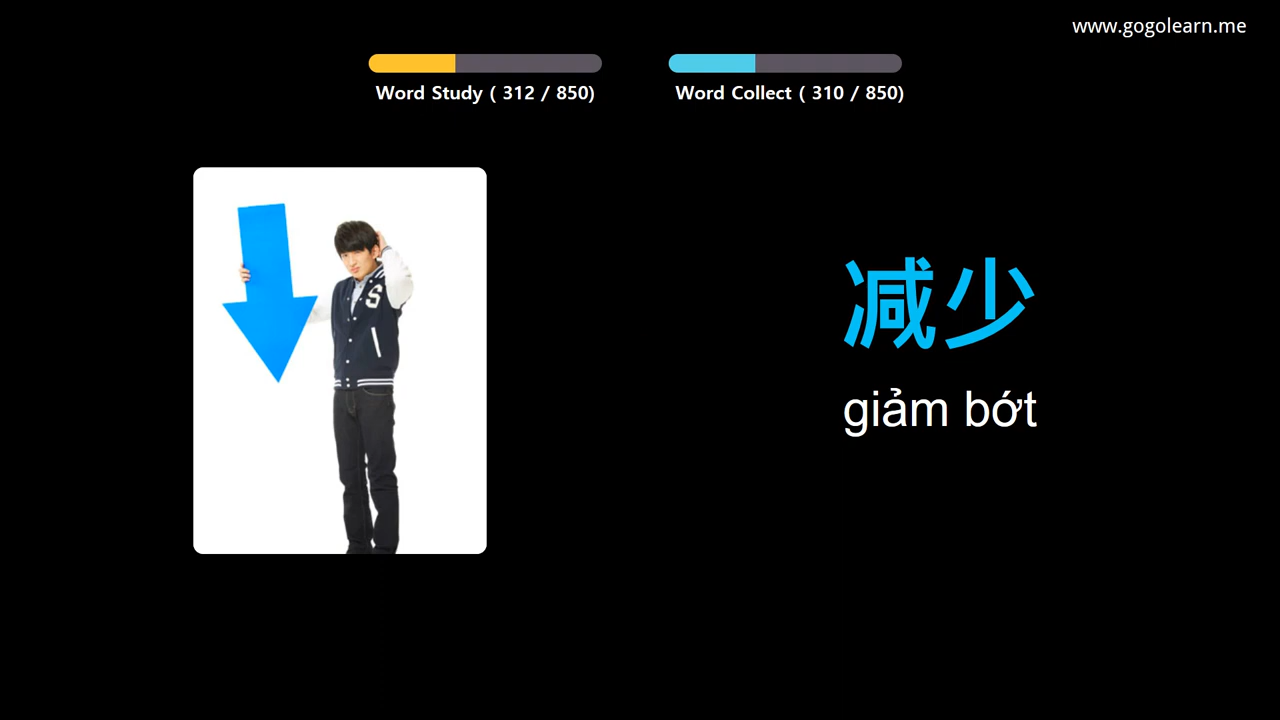 www.gogolearn.me
Word Study ( 312 / 850)
Word Collect ( 310 / 850)
S
减少
giảm bớt